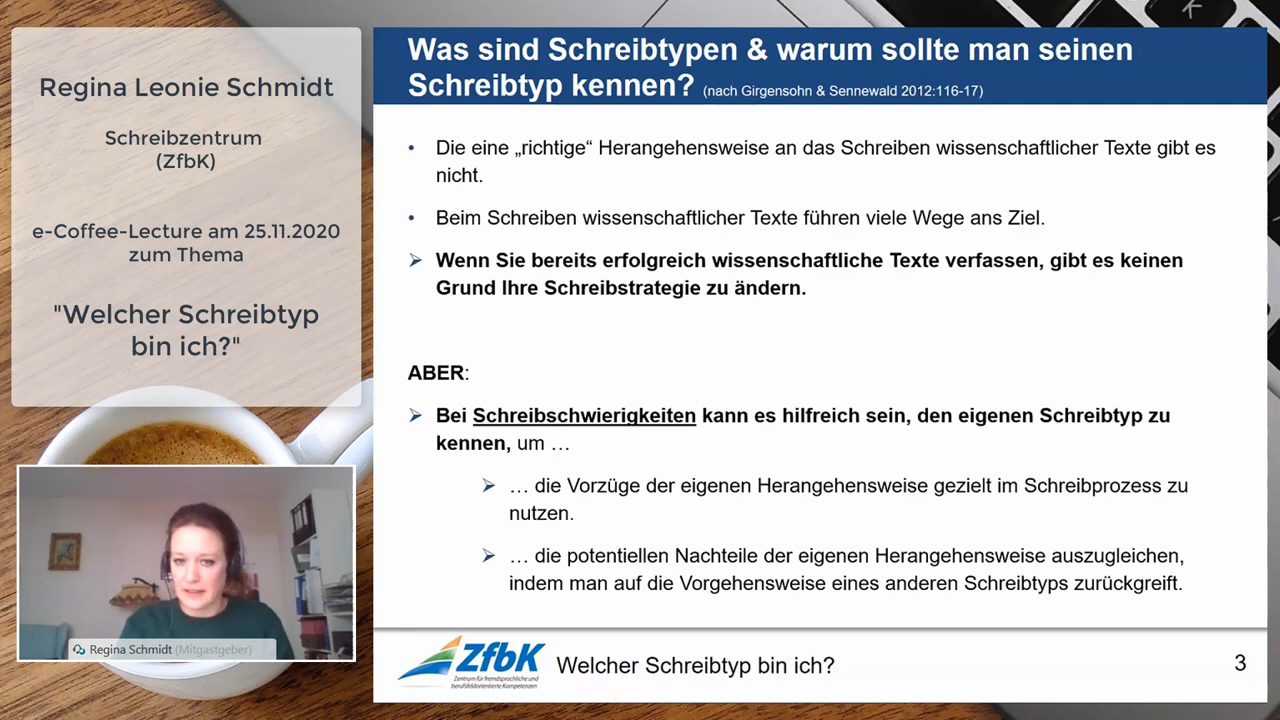 Regina Leonie Schmidt
Schreibzentrum
(ZfbK)
e-Coffee-Lecture am 25.11.2020
zum Thema
"Welcher Schreibtyp
bin ich?"
Regina Schmidt (Mitgastgeber)
Was sind Schreibtypen & warum sollte man seinen
Schreibtyp kennen? (nach Girgensohn & Sennewald 2012:116-17)
• Die eine „richtige“ Herangehensweise an das Schreiben wissenschaftlicher Texte gibt es
nicht.
• Beim Schreiben wissenschaftlicher Texte führen viele Wege ans Ziel.
➢ Wenn Sie bereits erfolgreich wissenschaftliche Texte verfassen, gibt es keinen
Grund Ihre Schreibstrategie zu ändern.
ABER:
➢ Bei Schreibschwierigkeiten kann es hilfreich sein, den eigenen Schreibtyp zu
kennen, um …
➢ … die Vorzüge der eigenen Herangehensweise gezielt im Schreibprozess zu
nutzen.
➢ … die potentiellen Nachteile der eigenen Herangehensweise auszugleichen,
indem man auf die Vorgehensweise eines anderen Schreibtyps zurückgreift.
ZfbK
Zentrum für fremdsprachliche und
berufsfeldorientierte Kompetenzen
Welcher Schreibtyp bin ich?
3
K